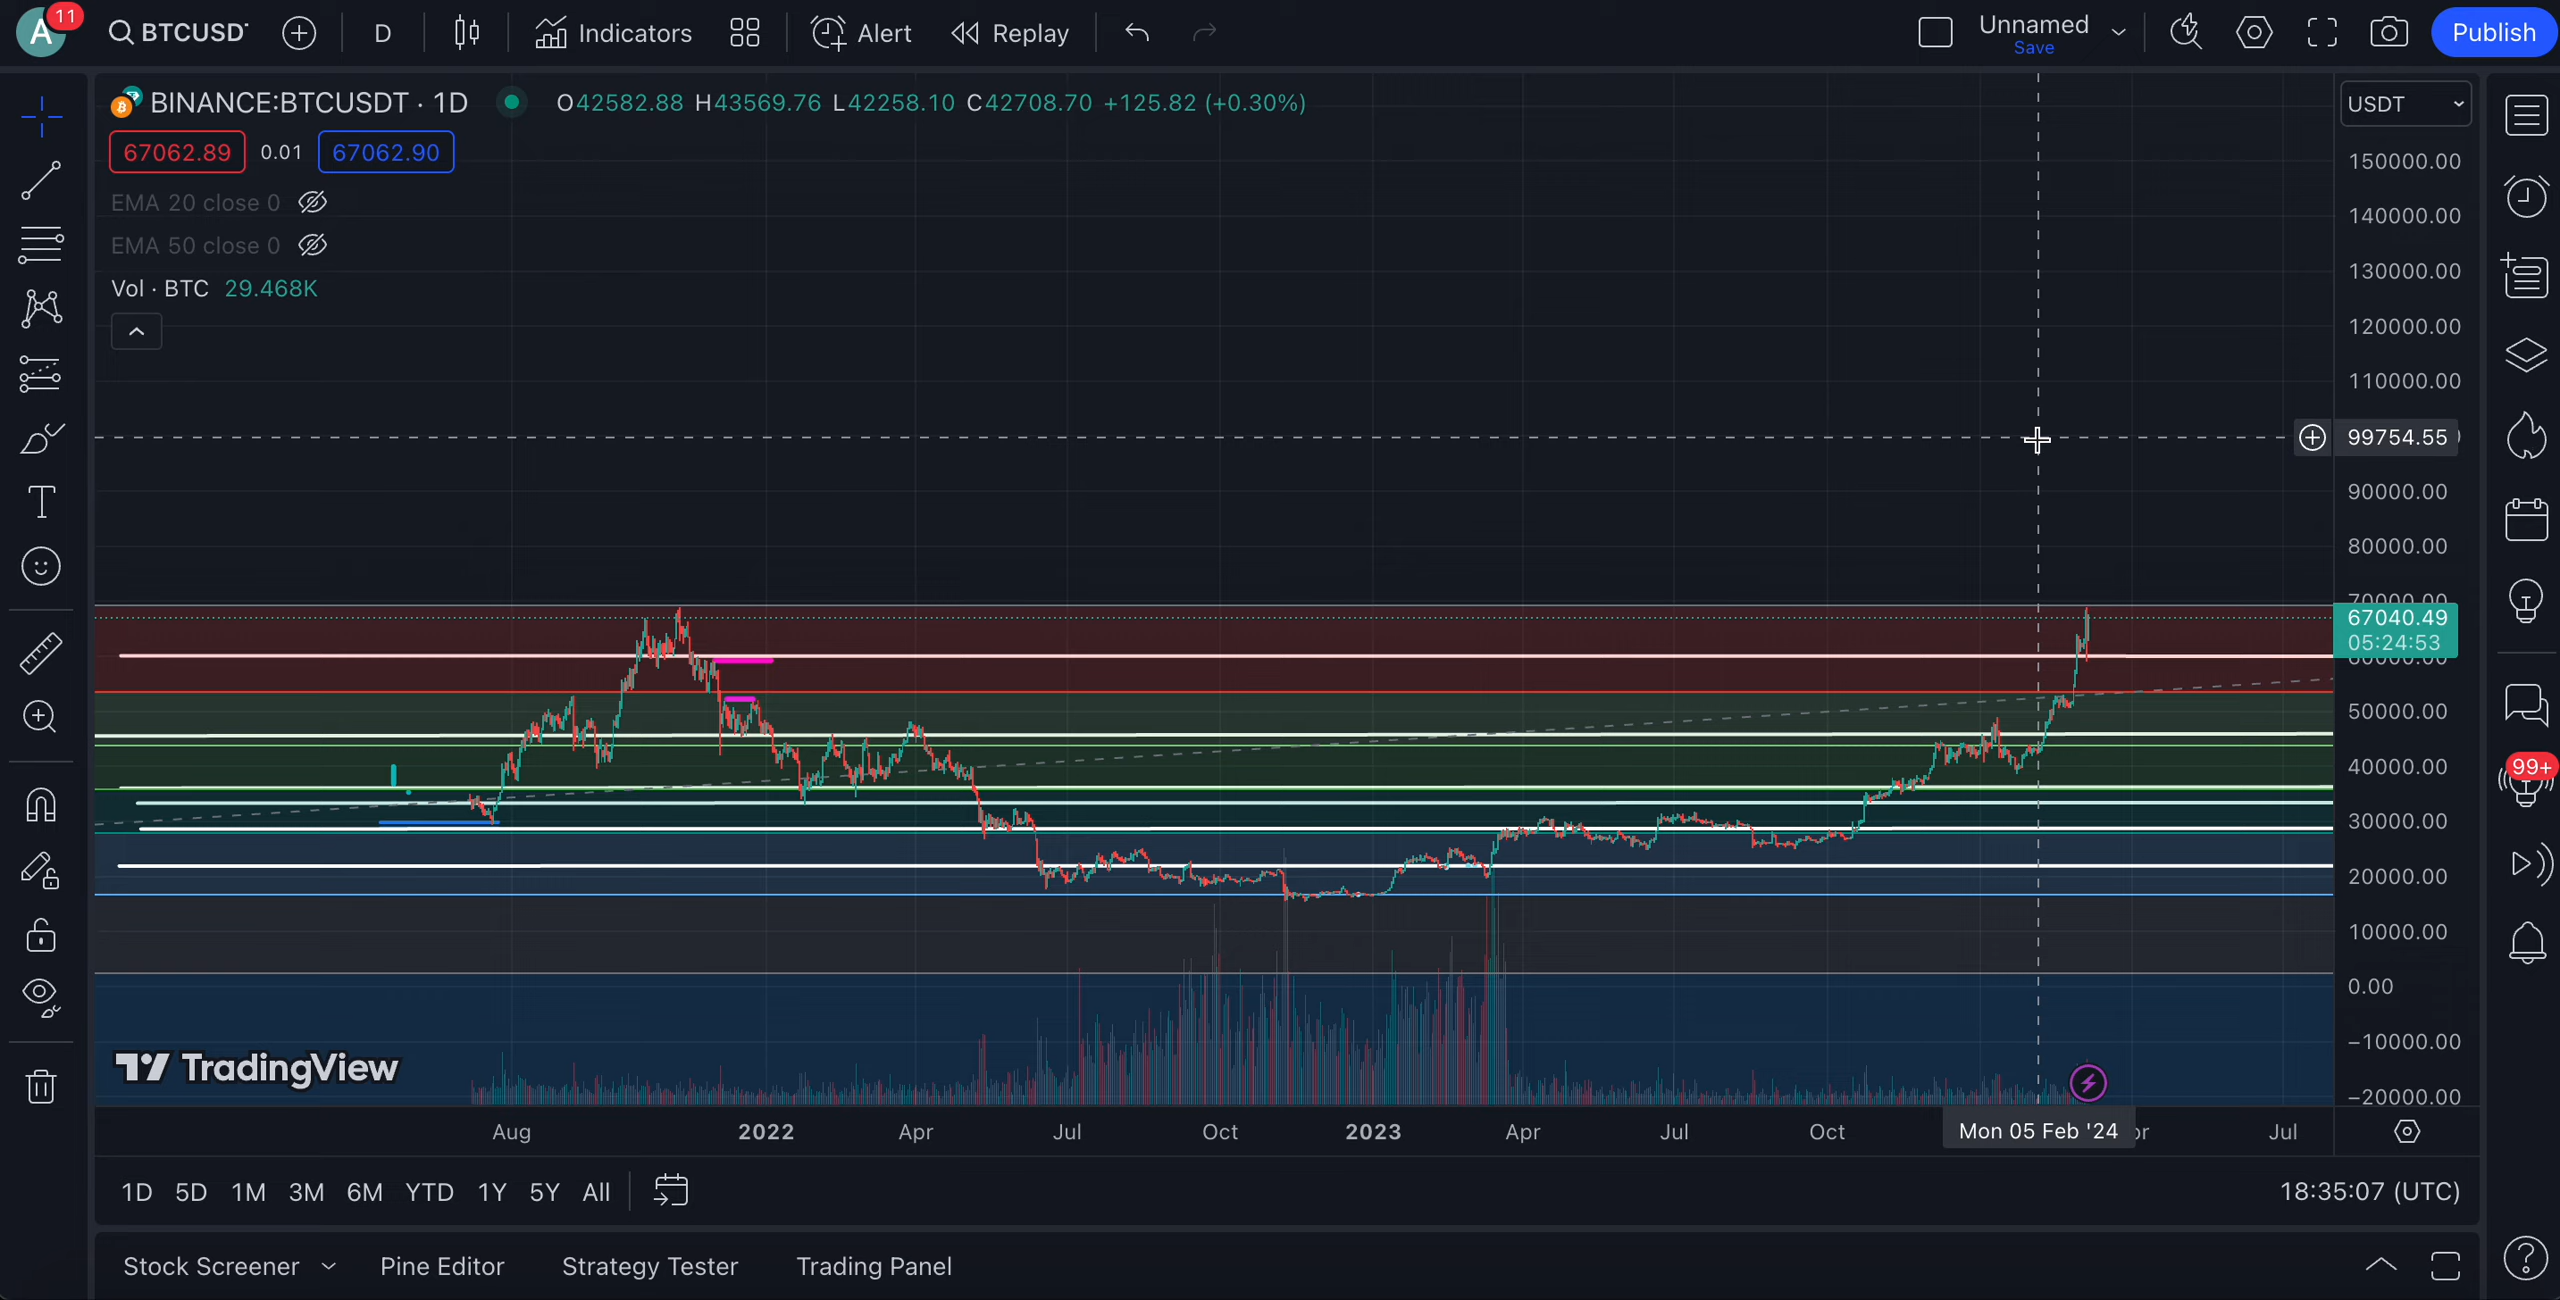 A 11 BTCUSDT D Indicators Alert Replay Unnamed Save Publish
BINANCE:BTCUSDT · 1D O42582.88 H43569.76 L42258.10 C42708.70 +125.82 (+0.30%)
USDT
67062.89 0.01 67062.90
EMA 20 close 0
EMA 50 close 0
Vol · BTC 29.468K
150000.00
140000.00
130000.00
120000.00
110000.00
99754.55
90000.00
80000.00
70000.00
67040.49
05:24:53
60000.00
50000.00
40000.00
30000.00
20000.00
10000.00
0.00
−10000.00
−20000.00
99+
TradingView
Aug 2022 Apr Jul Oct 2023 Apr Jul Oct Mon 05 Feb '24 Jul
1D 5D 1M 3M 6M YTD 1Y 5Y All 18:35:07 (UTC)
Stock Screener Pine Editor Strategy Tester Trading Panel